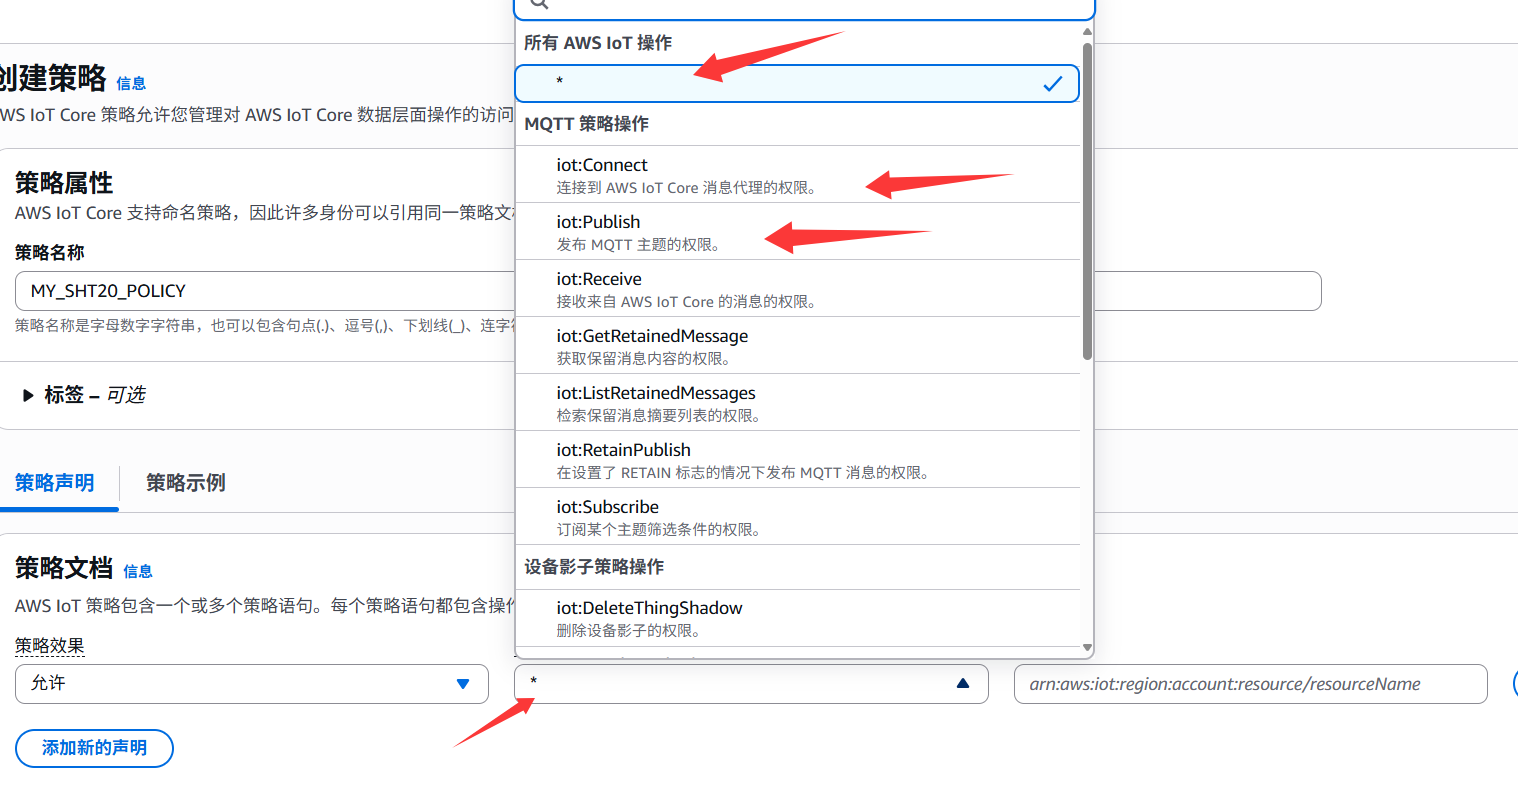 所有 AWS IoT 操作
*
MQTT 策略操作
iot:Connect
连接到 AWS IoT Core 消息代理的权限。
iot:Publish
发布 MQTT 主题的权限。
iot:Receive
接收来自 AWS IoT Core 的消息的权限。
iot:GetRetainedMessage
获取保留消息内容的权限。
iot:ListRetainedMessages
检索保留消息摘要列表的权限。
iot:RetainPublish
在设置了 RETAIN 标志的情况下发布 MQTT 消息的权限。
iot:Subscribe
订阅某个主题筛选条件的权限。
设备影子策略操作
iot:DeleteThingShadow
删除设备影子的权限。
创建策略 信息
WS IoT Core 策略允许您管理对 AWS IoT Core 数据层面操作的访问
策略属性
AWS IoT Core 支持命名策略，因此许多身份可以引用同一策略文
策略名称
MY_SHT20_POLICY
策略名称是字母数字字符串，也可以包含句点(.)、逗号(,)、下划线(_)、连字
标签 – 可选
策略声明 策略示例
策略文档 信息
AWS IoT 策略包含一个或多个策略语句。每个策略语句都包含操
策略效果
允许 * arn:aws:iot:region:account:resource/resourceName
添加新的声明